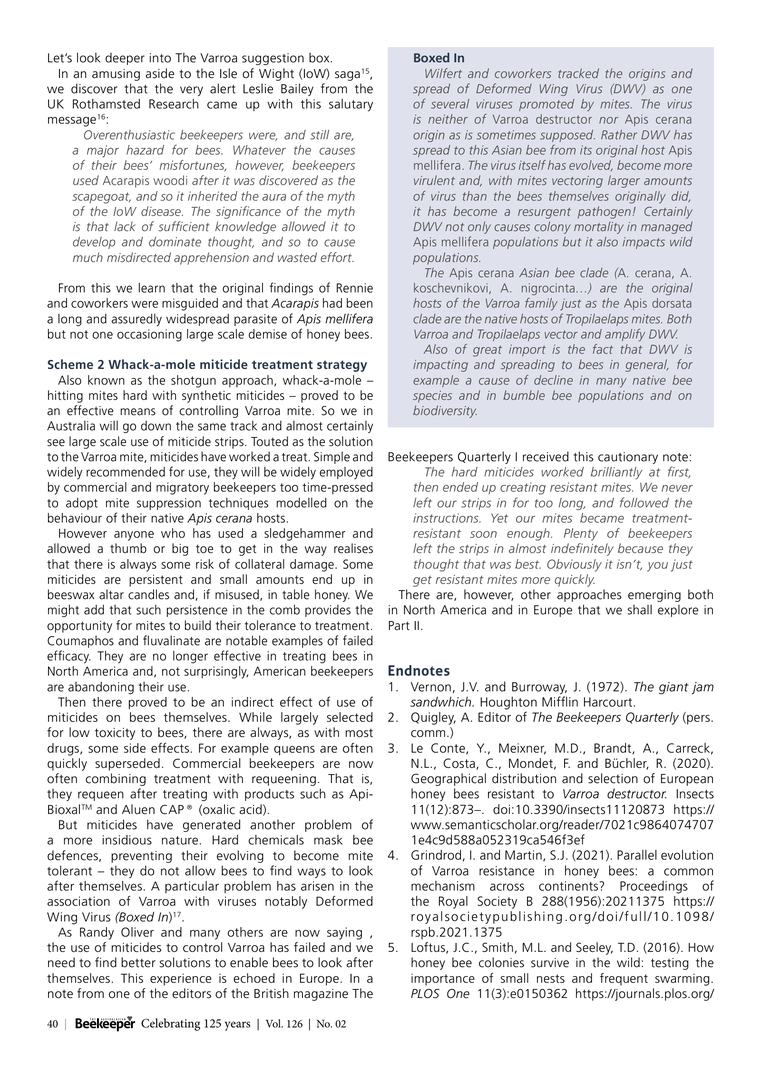 Let's look deeper into The Varroa suggestion box.
In an amusing aside to the Isle of Wight (IoW) saga15,
we discover that the very alert Leslie Bailey from the
UK Rothamsted Research came up with this salutary
message16:
Overenthusiastic beekeepers were, and still are,
a major hazard for bees. Whatever the causes
of their bees' misfortunes, however, beekeepers
used Acarapis woodi after it was discovered as the
scapegoat, and so it inherited the aura of the myth
of the IoW disease. The significance of the myth
is that lack of sufficient knowledge allowed it to
develop and dominate thought, and so to cause
much misdirected apprehension and wasted effort.
From this we learn that the original findings of Rennie
and coworkers were misguided and that Acarapis had been
a long and assuredly widespread parasite of Apis mellifera
but not one occasioning large scale demise of honey bees.
Scheme 2 Whack-a-mole miticide treatment strategy
Also known as the shotgun approach, whack-a-mole –
hitting mites hard with synthetic miticides – proved to be
an effective means of controlling Varroa mite. So we in
Australia will go down the same track and almost certainly
see large scale use of miticide strips. Touted as the solution
to the Varroa mite, miticides have worked a treat. Simple and
widely recommended for use, they will be widely employed
by commercial and migratory beekeepers too time-pressed
to adopt mite suppression techniques modelled on the
behaviour of their native Apis cerana hosts.
However anyone who has used a sledgehammer and
allowed a thumb or big toe to get in the way realises
that there is always some risk of collateral damage. Some
miticides are persistent and small amounts end up in
beeswax altar candles and, if misused, in table honey. We
might add that such persistence in the comb provides the
opportunity for mites to build their tolerance to treatment.
Coumaphos and fluvalinate are notable examples of failed
efficacy. They are no longer effective in treating bees in
North America and, not surprisingly, American beekeepers
are abandoning their use.
Then there proved to be an indirect effect of use of
miticides on bees themselves. While largely selected
for low toxicity to bees, there are always, as with most
drugs, some side effects. For example queens are often
quickly superseded. Commercial beekeepers are now
often combining treatment with requeening. That is,
they requeen after treating with products such as Api-
Bioxal™ and Aluen CAP® (oxalic acid).
But miticides have generated another problem of
a more insidious nature. Hard chemicals mask bee
defences, preventing their evolving to become mite
tolerant – they do not allow bees to find ways to look
after themselves. A particular problem has arisen in the
association of Varroa with viruses notably Deformed
Wing Virus (Boxed In)17.
As Randy Oliver and many others are now saying ,
the use of miticides to control Varroa has failed and we
need to find better solutions to enable bees to look after
themselves. This experience is echoed in Europe. In a
note from one of the editors of the British magazine The
Boxed In
Wilfert and coworkers tracked the origins and
spread of Deformed Wing Virus (DWV) as one
of several viruses promoted by mites. The virus
is neither of Varroa destructor nor Apis cerana
origin as is sometimes supposed. Rather DWV has
spread to this Asian bee from its original host Apis
mellifera. The virus itself has evolved, become more
virulent and, with mites vectoring larger amounts
of virus than the bees themselves originally did,
it has become a resurgent pathogen! Certainly
DWV not only causes colony mortality in managed
Apis mellifera populations but it also impacts wild
populations.
The Apis cerana Asian bee clade (A. cerana, A.
koschevnikovi, A. nigrocinta...) are the original
hosts of the Varroa family just as the Apis dorsata
clade are the native hosts of Tropilaelaps mites. Both
Varroa and Tropilaelaps vector and amplify DWV.
Also of great import is the fact that DWV is
impacting and spreading to bees in general, for
example a cause of decline in many native bee
species and in bumble bee populations and on
biodiversity.
Beekeepers Quarterly I received this cautionary note:
The hard miticides worked brilliantly at first,
then ended up creating resistant mites. We never
left our strips in for too long, and followed the
instructions. Yet our mites became treatment-
resistant soon enough. Plenty of beekeepers
left the strips in almost indefinitely because they
thought that was best. Obviously it isn't, you just
get resistant mites more quickly.
There are, however, other approaches emerging both
in North America and in Europe that we shall explore in
Part II.
Endnotes
1. Vernon, J.V. and Burroway, J. (1972). The giant jam
sandwhich. Houghton Mifflin Harcourt.
2. Quigley, A. Editor of The Beekeepers Quarterly (pers.
comm.)
3. Le Conte, Y., Meixner, M.D., Brandt, A., Carreck,
N.L., Costa, C., Mondet, F. and Büchler, R. (2020).
Geographical distribution and selection of European
honey bees resistant to Varroa destructor. Insects
11(12):873–. doi:10.3390/insects11120873 https://
www.semanticscholar.org/reader/7021c9864074707
1e4c9d588a052319ca546f3ef
4. Grindrod, I. and Martin, S.J. (2021). Parallel evolution
of Varroa resistance in honey bees: a common
mechanism across continents? Proceedings of
the Royal Society B 288(1956):20211375 https://
royalsocietypublishing.org/doi/full/10.1098/
rspb.2021.1375
5. Loftus, J.C., Smith, M.L. and Seeley, T.D. (2016). How
honey bee colonies survive in the wild: testing the
importance of small nests and frequent swarming.
PLOS One 11(3):e0150362 https://journals.plos.org/
40 | Beekeeper Celebrating 125 years | Vol. 126 | No. 02